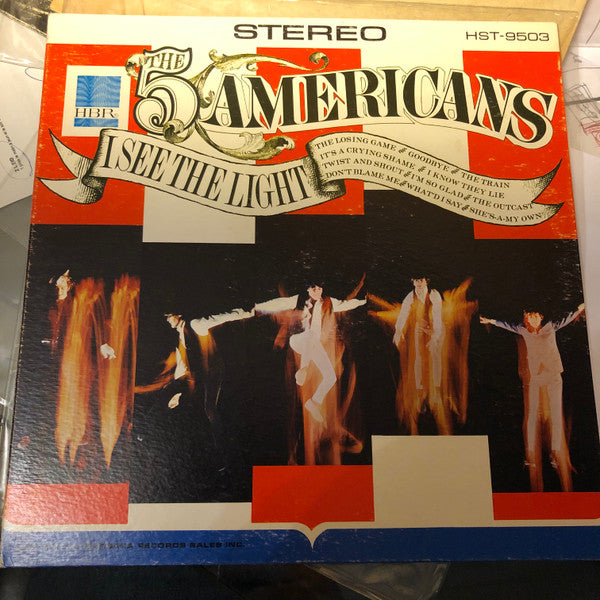 STEREO
HST-9503
HBR
THE
5 AMERICANS
I SEE THE LIGHT
THE LOSING GAME GOODBYE THE TRAIN
IT'S A CRYING SHAME I KNOW THEY LIE
TWIST AND SHOUT I'M SO GLAD THE OUTCAST
DON'T BLAME ME WHAT'D I SAY SHE'S-A-MY OWN
RECORDS SALES INC.